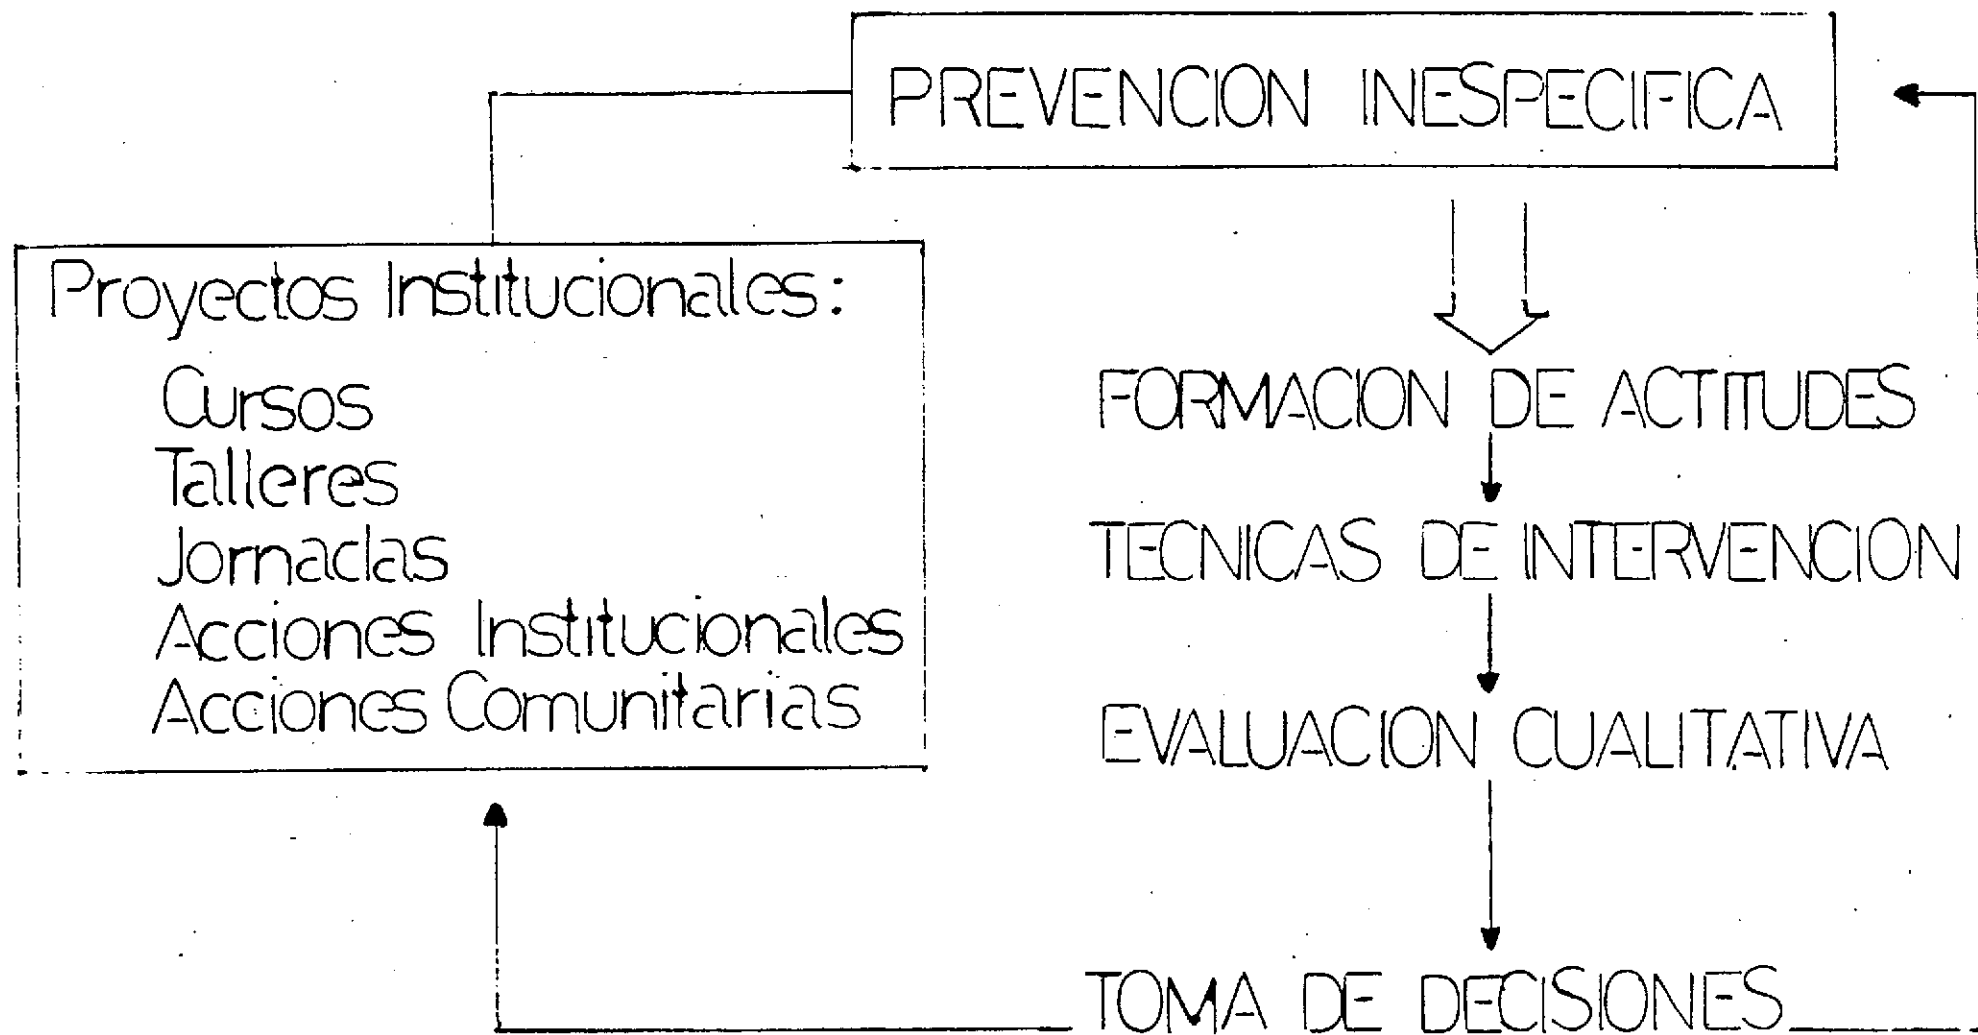 PREVENCION INESPECIFICA
Proyectos Institucionales:
Cursos
Talleres
Jornadas
Acciones Institucionales
Acciones Comunitarias
FORMACION DE ACTITUDES
TECNICAS DE INTERVENCION
EVALUACION CUALITATIVA
TOMA DE DECISIONES